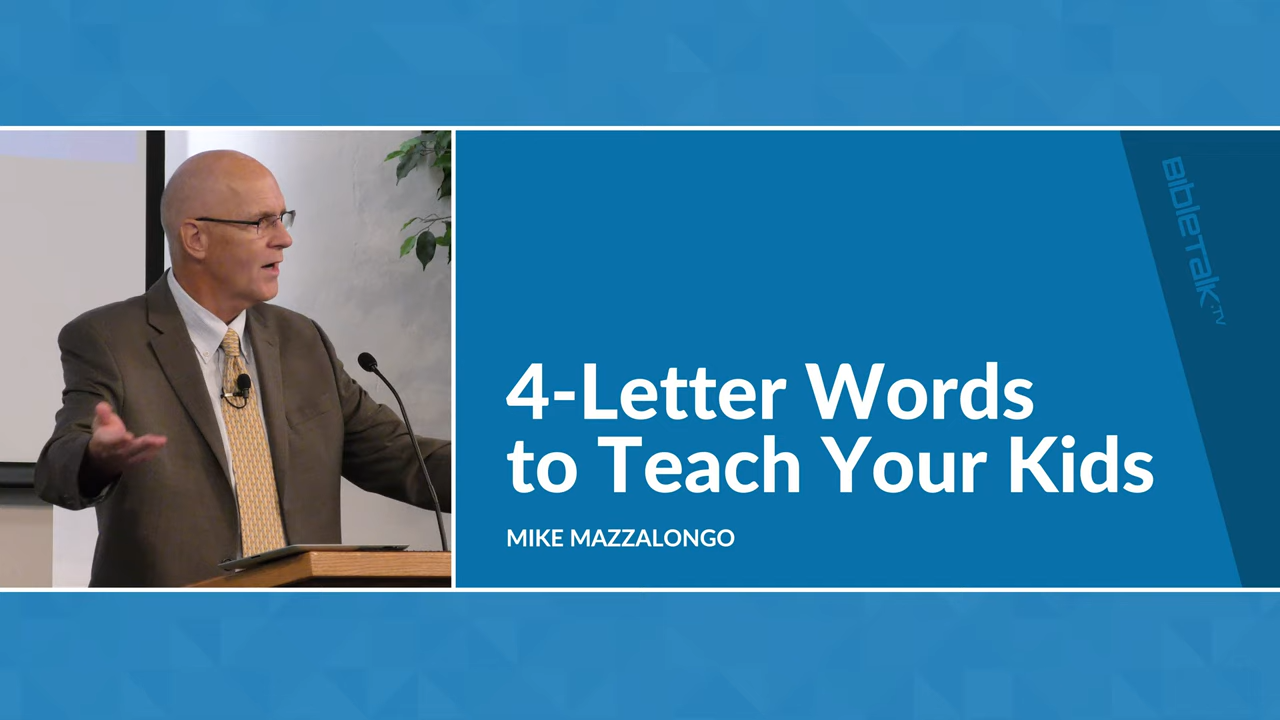 4-Letter Words
to Teach Your Kids
MIKE MAZZALONGO
BibleTalk.TV